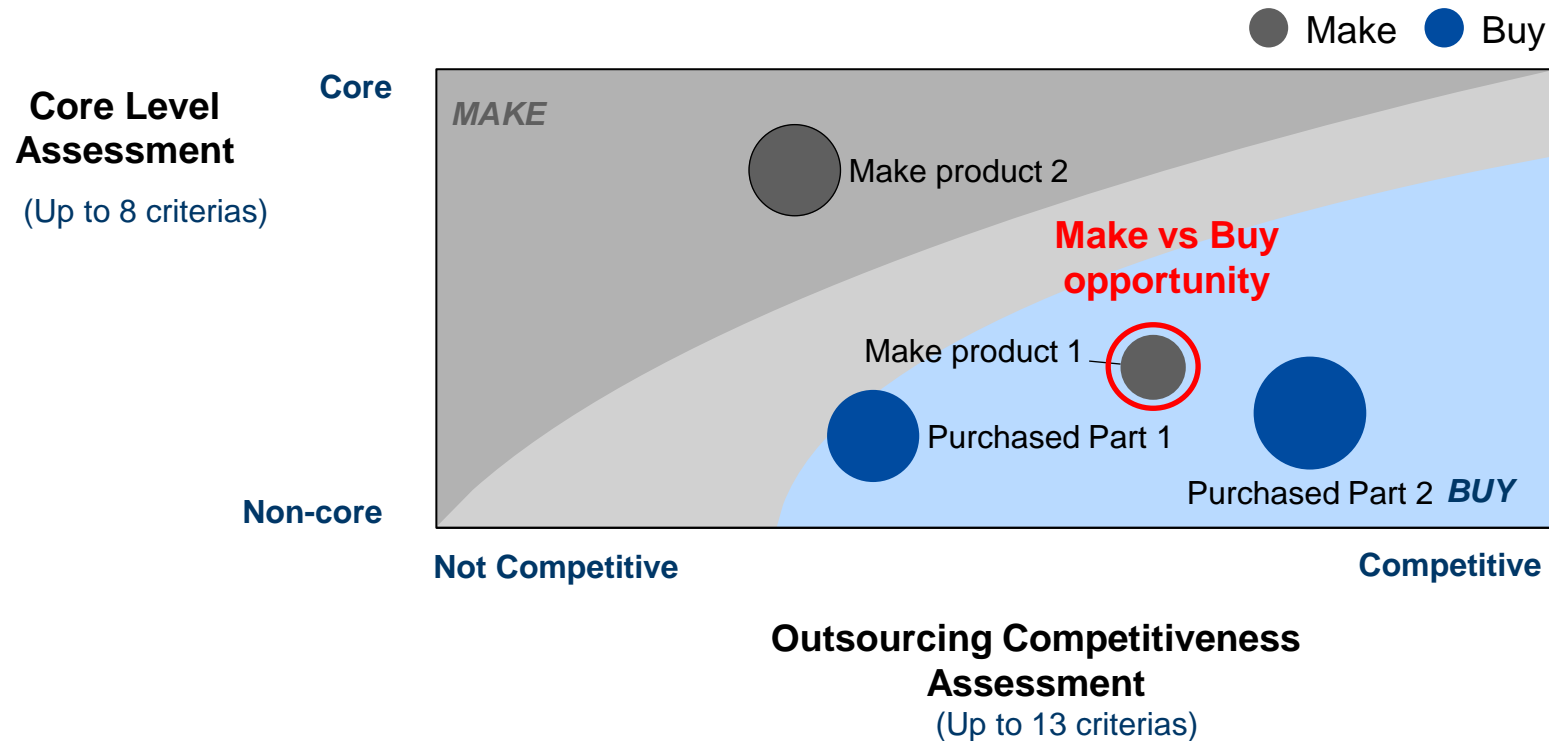 Make Buy
Core
Core Level
Assessment
(Up to 8 criterias)
MAKE
Make product 2
Make vs Buy
opportunity
Make product 1
Purchased Part 1
Purchased Part 2 BUY
Non-core
Not Competitive
Competitive
Outsourcing Competitiveness
Assessment
(Up to 13 criterias)